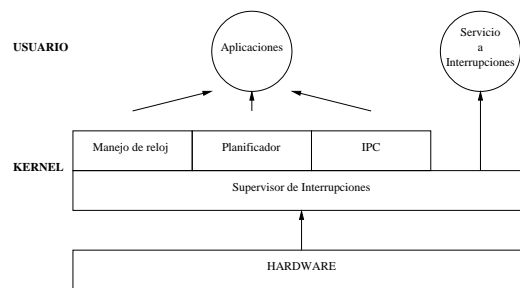 USUARIO
Aplicaciones
Servicio
a
Interrupciones
KERNEL
Manejo de reloj
Planificador
IPC
Supervisor de Interrupciones
HARDWARE